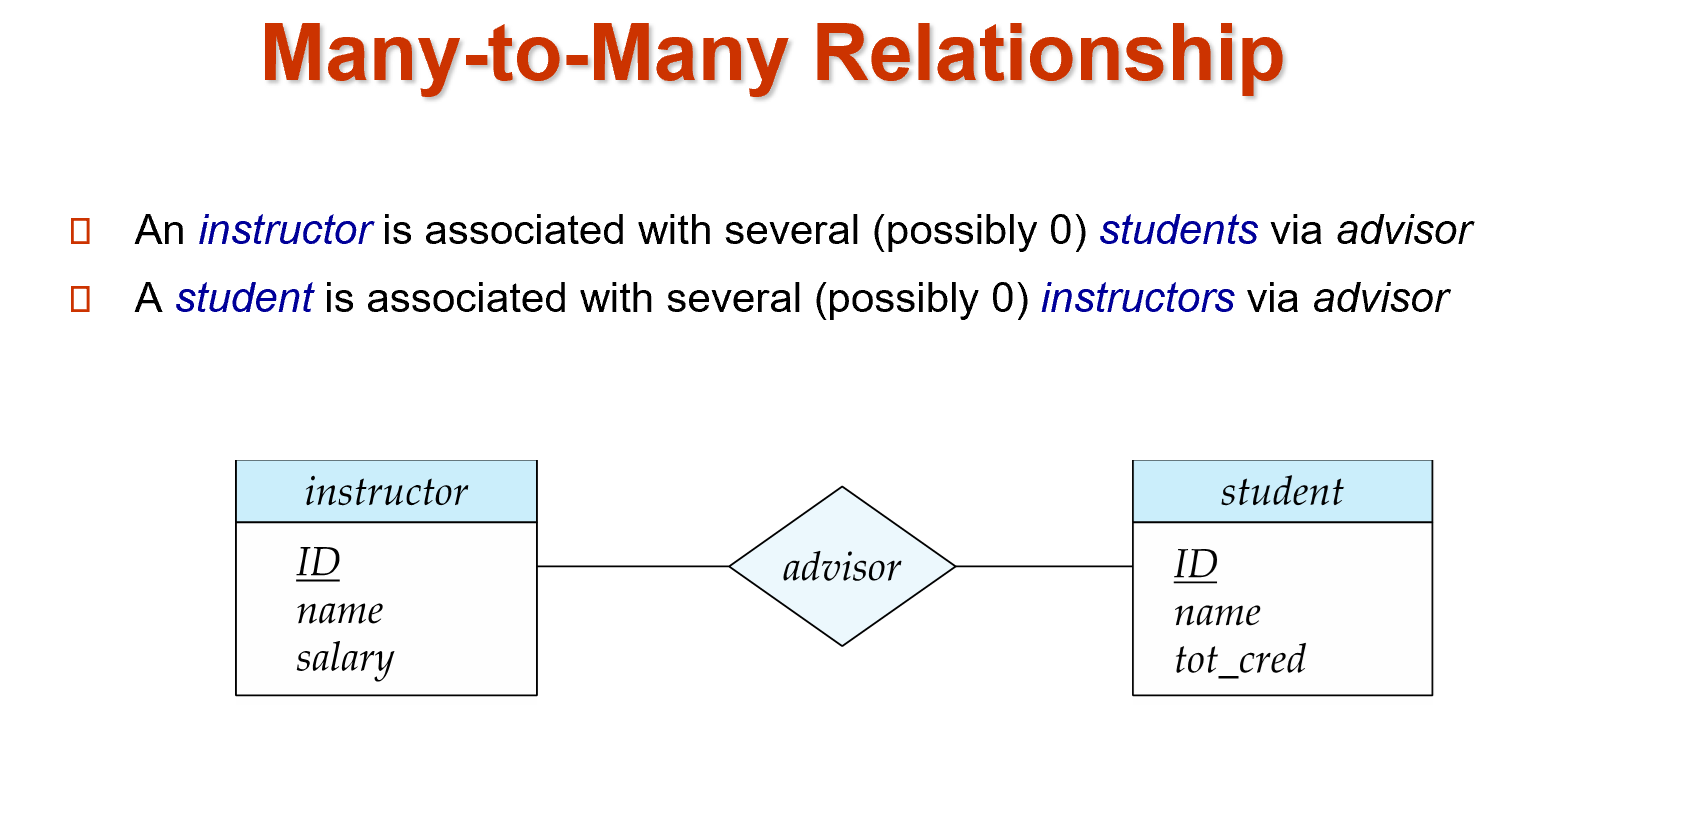 Many-to-Many Relationship
An instructor is associated with several (possibly 0) students via advisor
A student is associated with several (possibly 0) instructors via advisor
instructor
ID
name
salary
advisor
student
ID
name
tot_cred